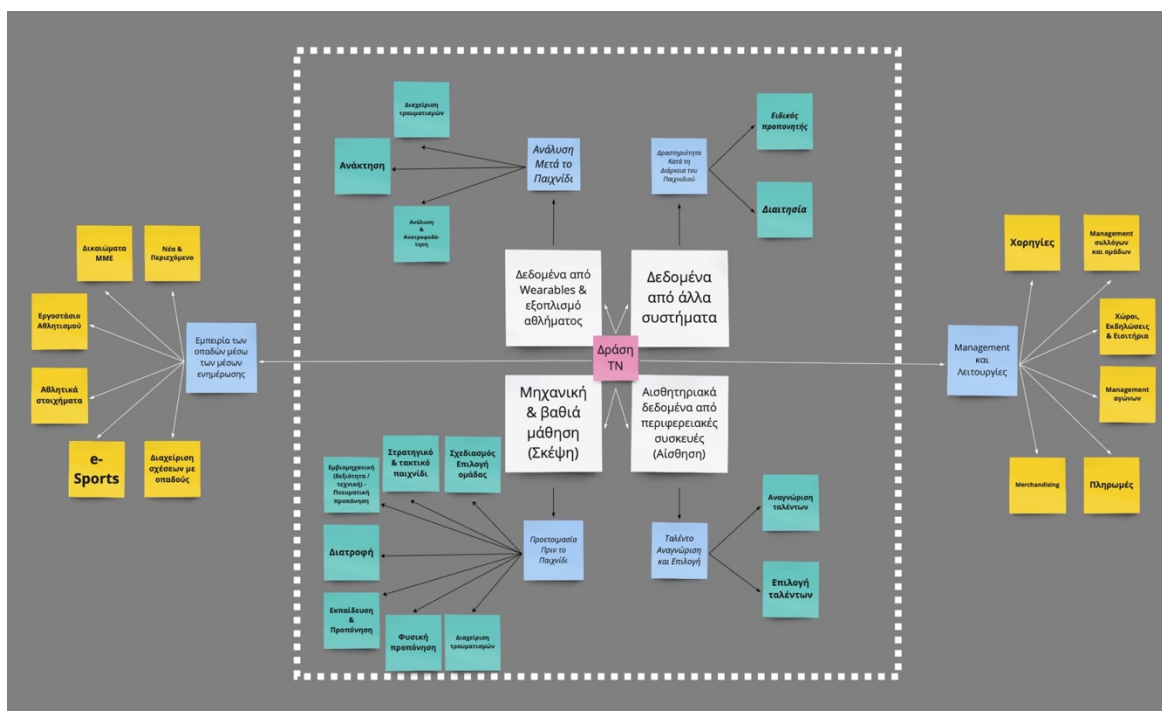 Διαχείριση
τραυματισμών
Ανάκτηση
Ανάλυση
&
Ανατροφοδό-
τηση
Ανάλυση
Μετά το
Παιχνίδι
Δραστηριότητα
Κατά τη
Διάρκεια του
Παιχνιδιού
Ειδικός
προπονητής
Διαιτησία
Δικαιώματα
ΜΜΕ
Νέα &
Περιεχόμενο
Εργοστάσιο
Αθλητισμού
Αθλητικά
στοιχήματα
e-
Sports
Διαχείριση
σχέσεων με
οπαδούς
Εμπειρία των
οπαδών μέσω
των μέσων
ενημέρωσης
Δεδομένα από
Wearables &
εξοπλισμό
αθλήματος
Δεδομένα
από άλλα
συστήματα
Δράση
ΤΝ
Μηχανική
& βαθιά
μάθηση
(Σκέψη)
Αισθητηριακά
δεδομένα από
περιφερειακές
συσκευές
(Αίσθηση)
Management
και
Λειτουργίες
Χορηγίες
Management
συλλόγων
και ομάδων
Χώροι,
Εκδηλώσεις
& Εισιτήρια
Management
αγώνων
Merchandising
Πληρωμές
Εμβιομηχανική
(δεξιότητα /
τεχνική) -
Πνευματική
προπόνηση
Στρατηγικό
& τακτικό
παιχνίδι
Σχεδιασμός
Επιλογή
ομάδας
Διατροφή
Εκπαίδευση
&
Προπόνηση
Φυσική
προπόνηση
Διαχείριση
τραυματισμών
Προετοιμασία
Πριν το
Παιχνίδι
Ταλέντο
Αναγνώριση
και Επιλογή
Αναγνώριση
ταλέντων
Επιλογή
ταλέντων